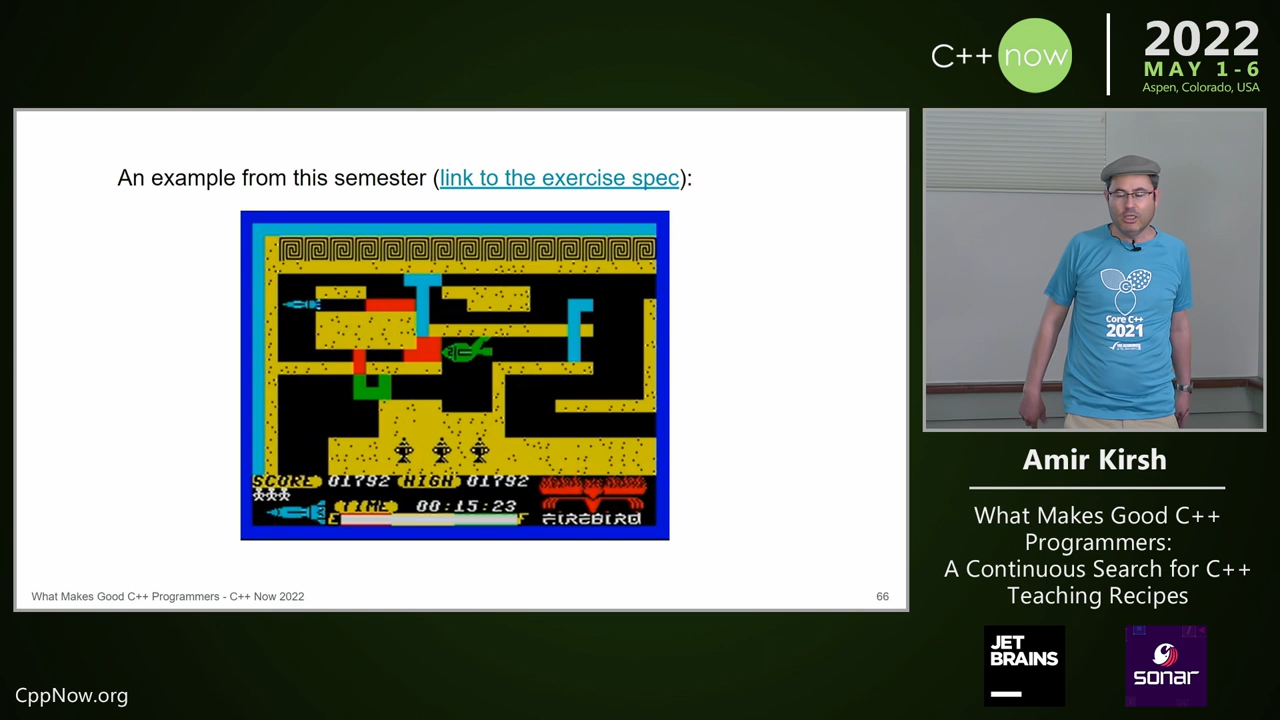 C++ now
2022
MAY 1-6
Aspen, Colorado, USA
An example from this semester (link to the exercise spec):
SCORE 01792 HIGH 01792
TIME 00:15:23
E F
FIREBIRD
What Makes Good C++ Programmers - C++ Now 2022
66
Core C++
2021
Amir Kirsh
What Makes Good C++
Programmers:
A Continuous Search for C++
Teaching Recipes
JET
BRAINS
sonar
CppNow.org